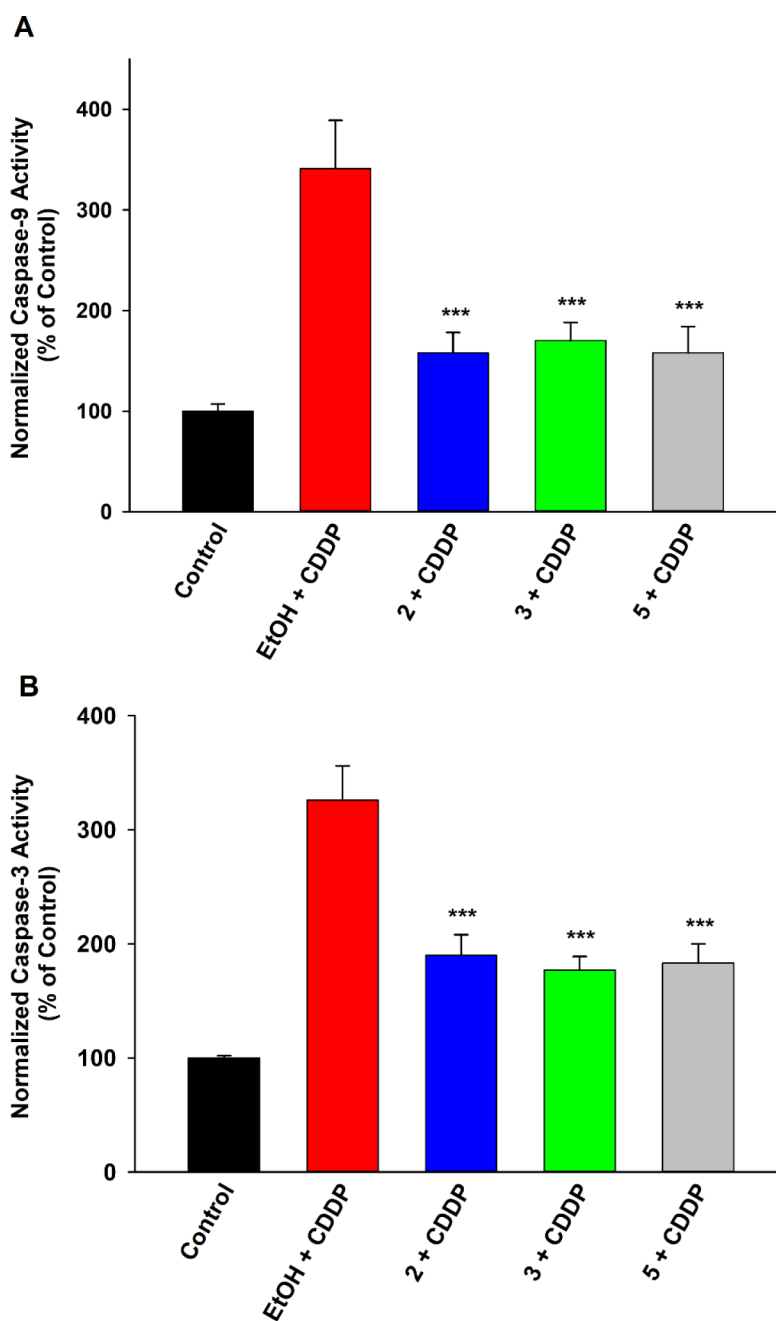 A
Normalized Caspase-9 Activity
(% of Control)
400
300
200
100
0
***
***
***
Control
EtOH + CDDP
2 + CDDP
3 + CDDP
5 + CDDP
B
Normalized Caspase-3 Activity
(% of Control)
400
300
200
100
0
***
***
***
Control
EtOH + CDDP
2 + CDDP
3 + CDDP
5 + CDDP